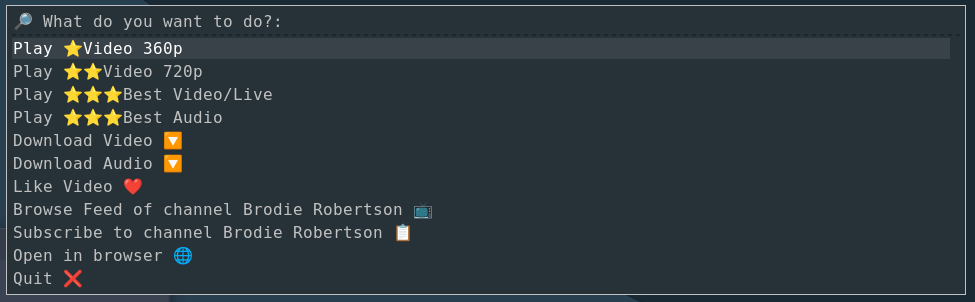 🔎 What do you want to do?:
Play ⭐Video 360p
Play ⭐⭐Video 720p
Play ⭐⭐⭐Best Video/Live
Play ⭐⭐⭐Best Audio
Download Video 🔽
Download Audio 🔽
Like Video ❤️
Browse Feed of channel Brodie Robertson 📺
Subscribe to channel Brodie Robertson 📋
Open in browser 🌐
Quit ❌